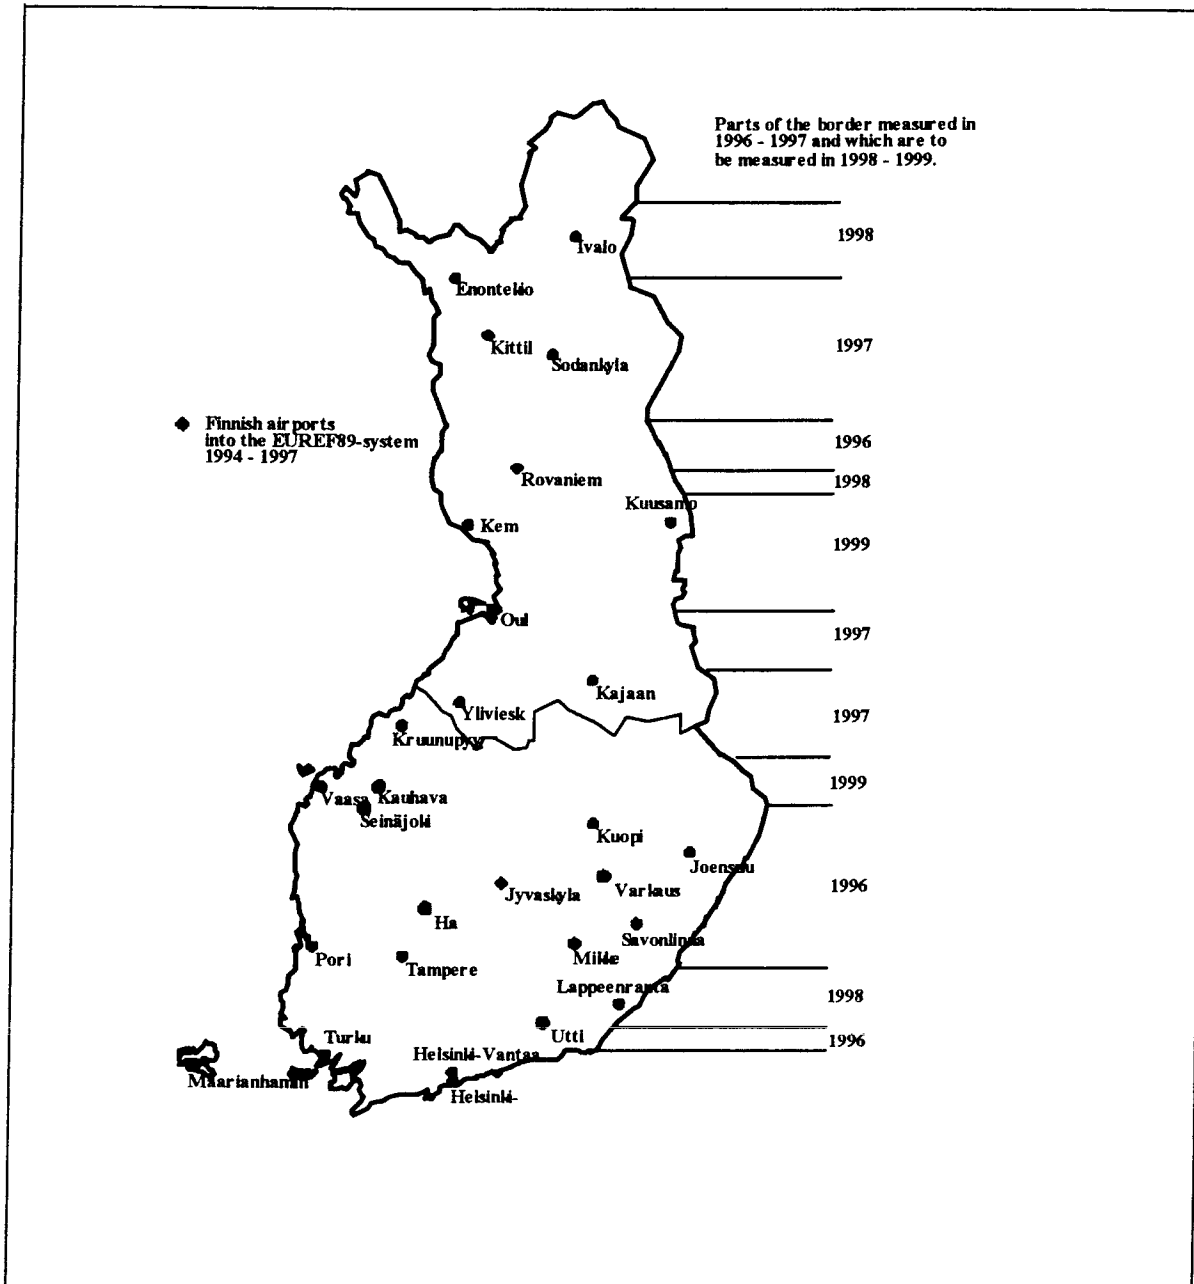 Parts of the border measured in
1996 - 1997 and which are to
be measured in 1998 - 1999.
1998
Ivalo
Enontekio
1997
Kittil
Sodankyla
Finnish airports
into the EUREF89-system
1994 - 1997
1996
Rovaniem
1998
Kuusamo
Kem
1999
Oul
1997
Kajaan
Yliviesk
1997
Kruunupyy
1999
Vaasa
Kauhava
Seinäjoki
Kuopi
Joensuu
1996
Jyvaskyla
Varkaus
Ha
Savonlinna
Pori
Mikke
Tampere
Lappeenranta
1998
Utti
Turku
1996
Helsinki-Vantaa
Maarianhamin
Helsinki-